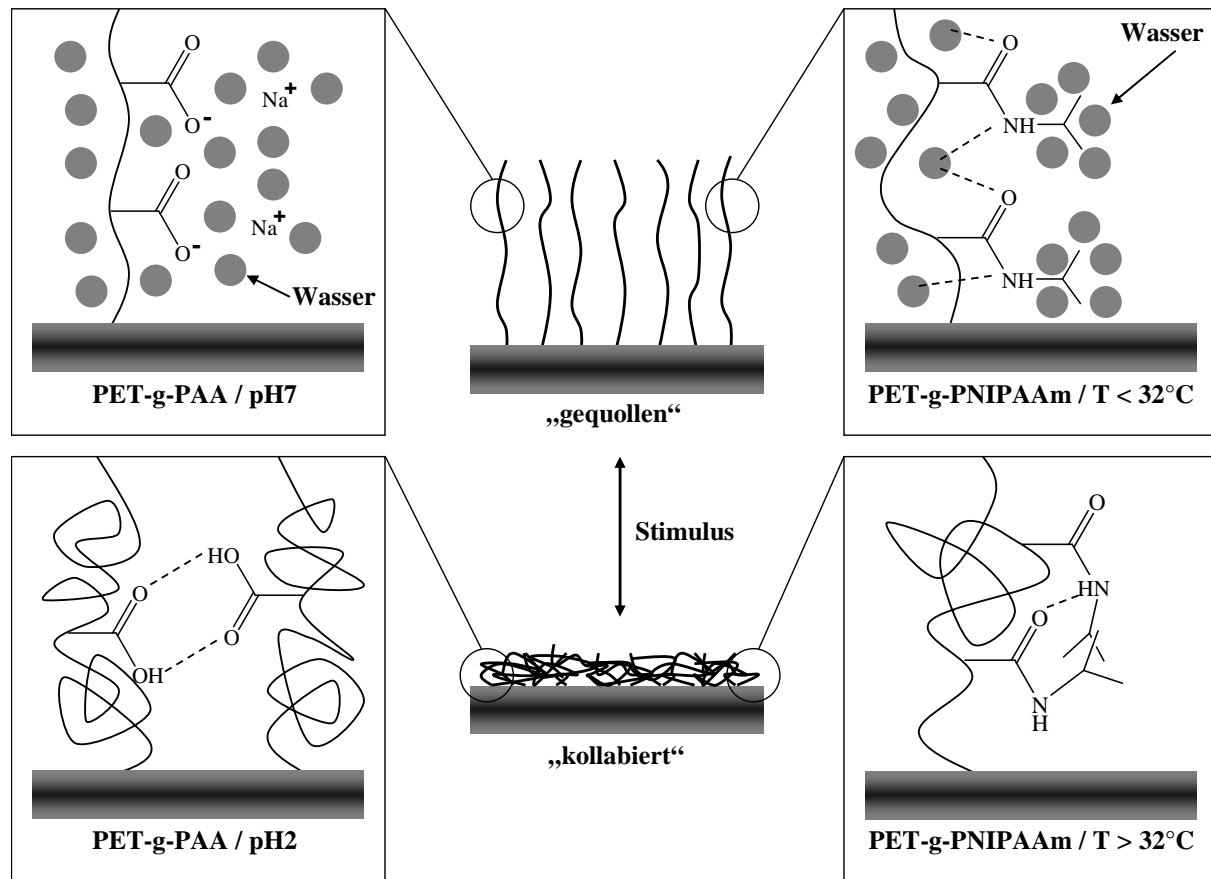 O
O-
Na+
O
O-
Na+
Wasser
PET-g-PAA / pH7
„gequollen“
O
NH
O
NH
Wasser
PET-g-PNIPAAm / T < 32°C
Stimulus
HO
O
O
OH
PET-g-PAA / pH2
„kollabiert“
O
HN
O
N
H
PET-g-PNIPAAm / T > 32°C